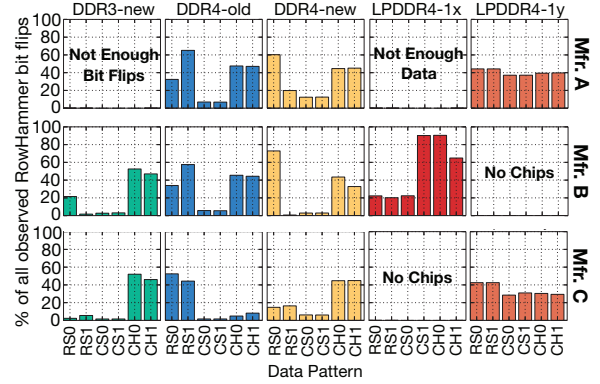 DDR3-new DDR4-old DDR4-new LPDDR4-1x LPDDR4-1y
% of all observed RowHammer bit flips
100
80
60
40
20
0
Not Enough
Bit Flips
Not Enough
Data
Mfr. A
100
80
60
40
20
0
No Chips
Mfr. B
100
80
60
40
20
0
No Chips
Mfr. C
RS0 RS1 CS0 CS1 CH0 CH1 RS0 RS1 CS0 CS1 CH0 CH1 RS0 RS1 CS0 CS1 CH0 CH1 RS0 RS1 CS0 CS1 CH0 CH1 RS0 RS1 CS0 CS1 CH0 CH1
Data Pattern